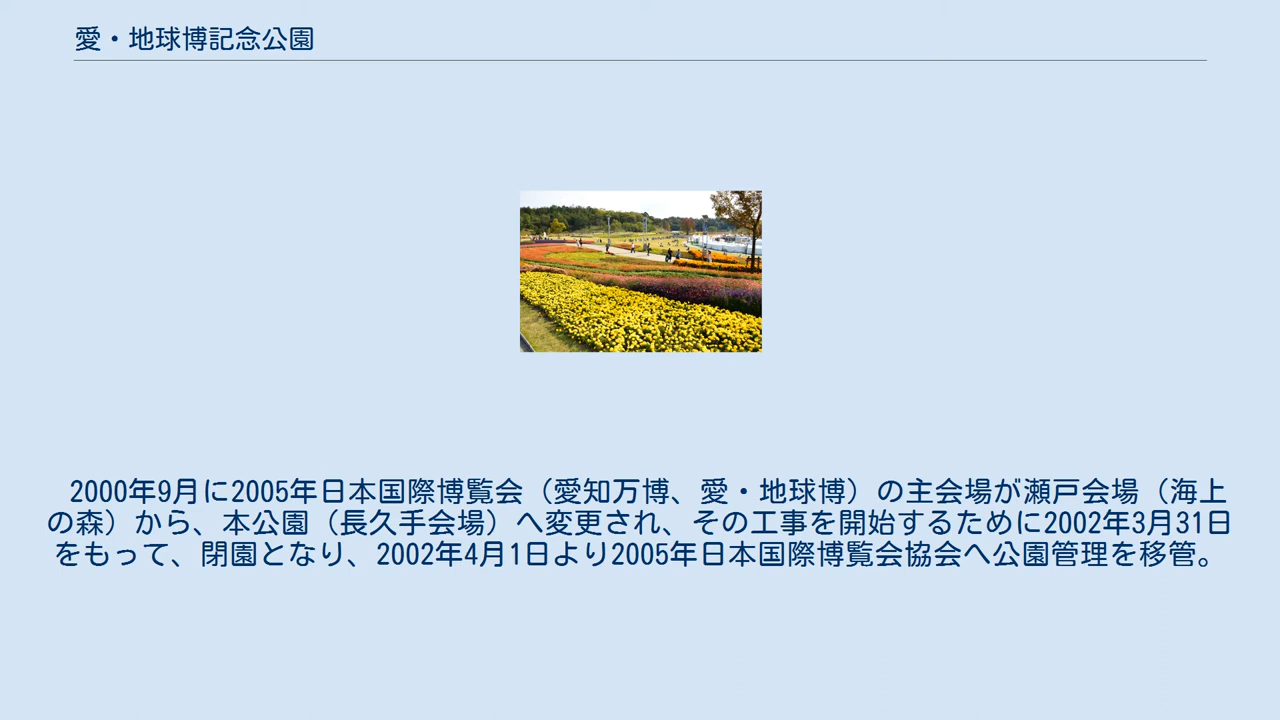 愛・地球博記念公園
2000年9月に2005年日本国際博覧会（愛知万博、愛・地球博）の主会場が瀬戸会場（海上
の森）から、本公園（長久手会場）へ変更され、その工事を開始するために2002年3月31日
をもって、閉園となり、2002年4月1日より2005年日本国際博覧会協会へ公園管理を移管。